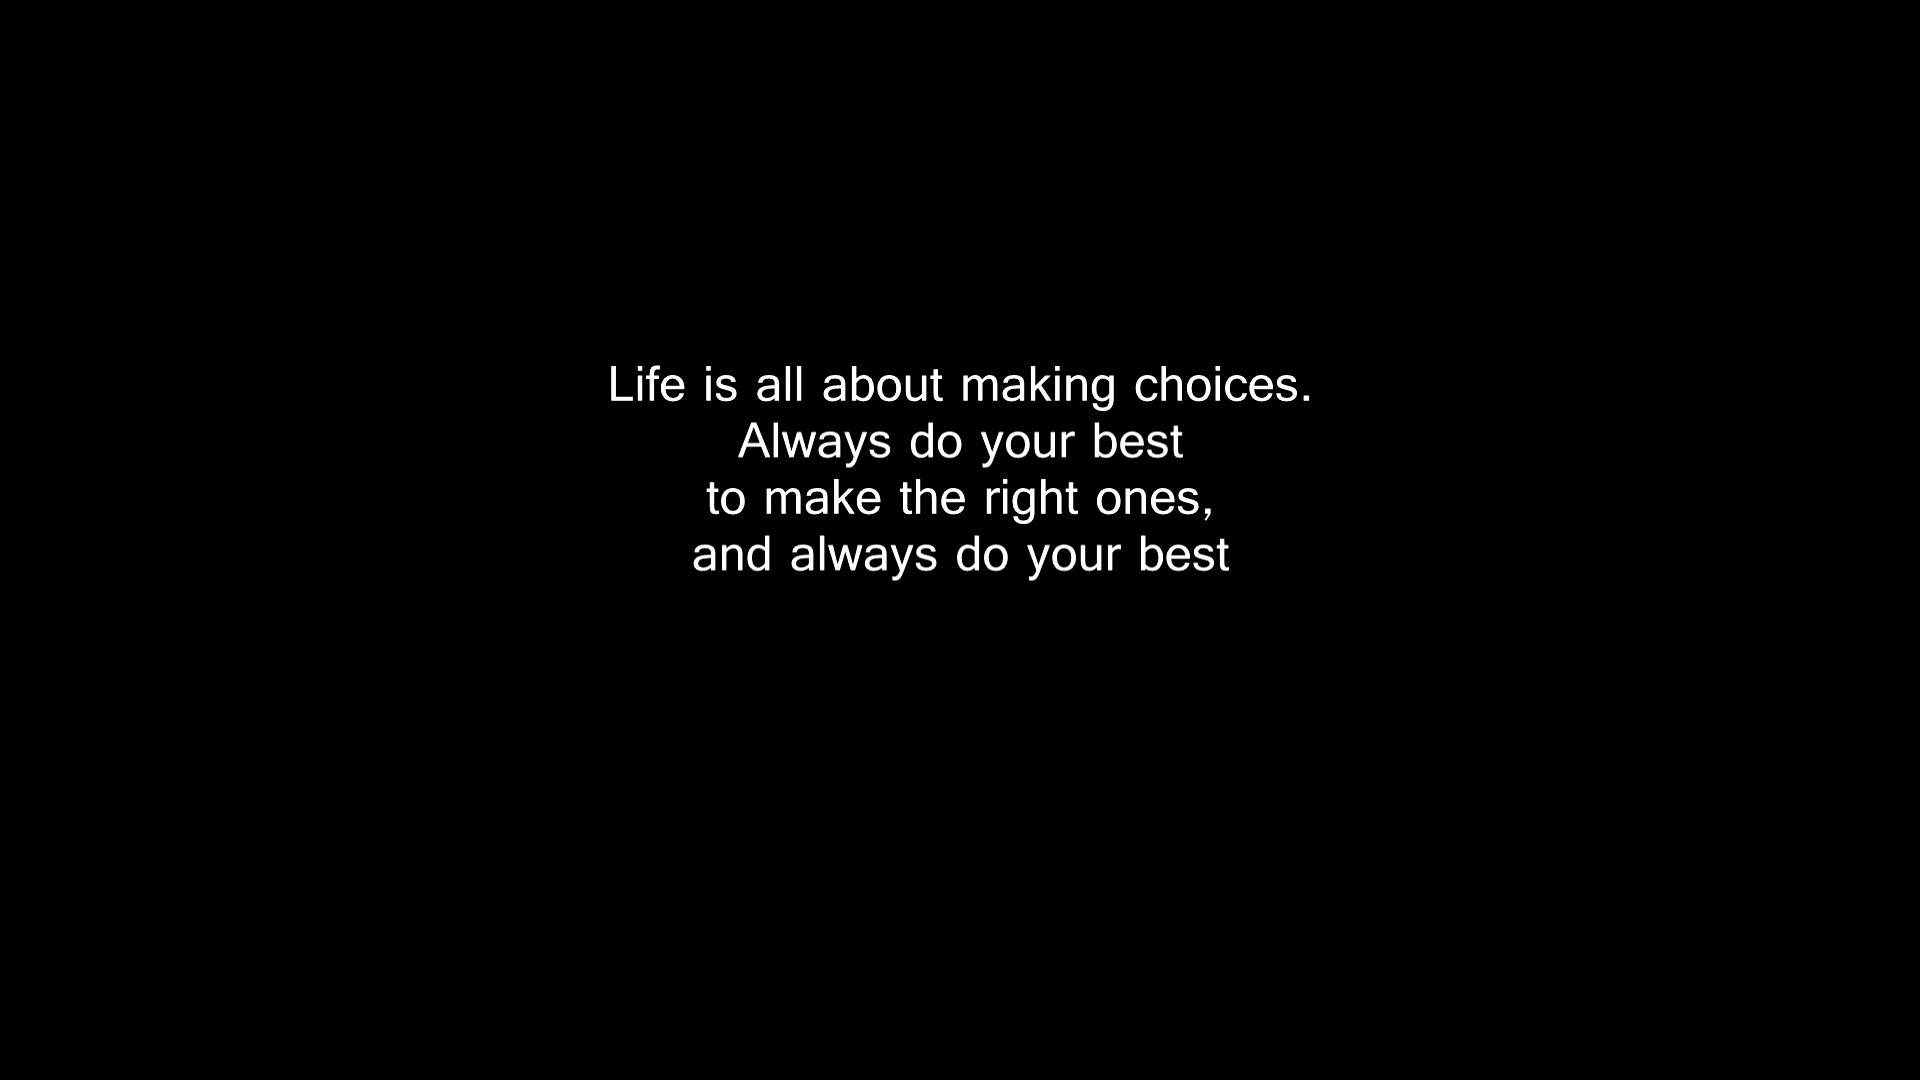 Life is all about making choices.
Always do your best
to make the right ones,
and always do your best